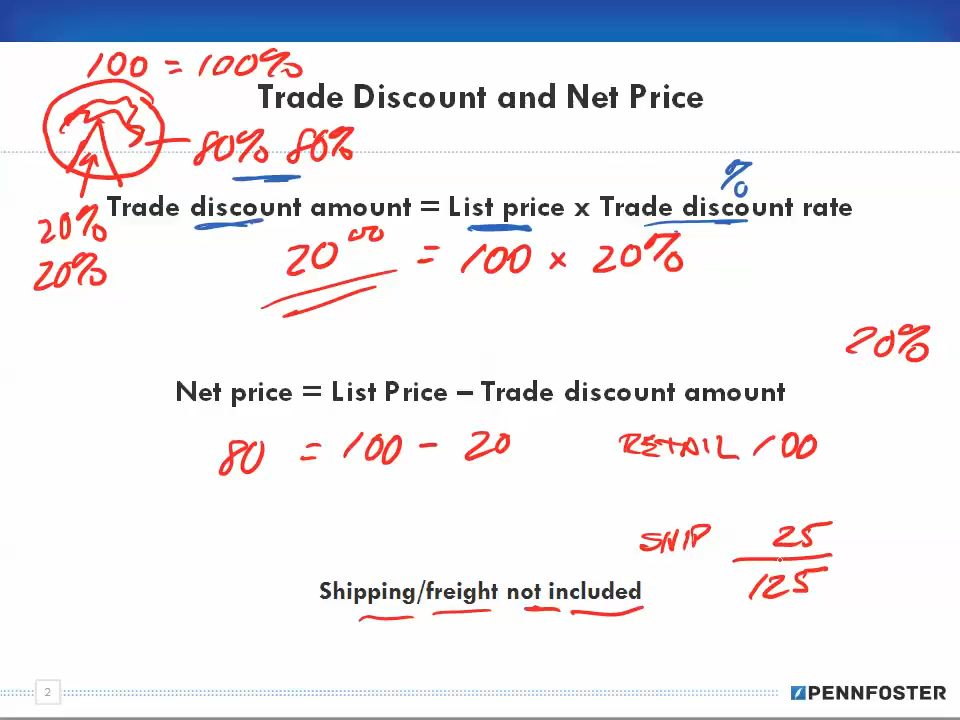 100 = 100%
Trade Discount and Net Price
80% 80%
%
Trade discount amount = List price x Trade discount rate
20%
20.00 = 100 x 20%
20%
20%
Net price = List Price – Trade discount amount
80 = 100 - 20
RETAIL 100
SHIP 25
125
Shipping/freight not included
2
PENNFOSTER